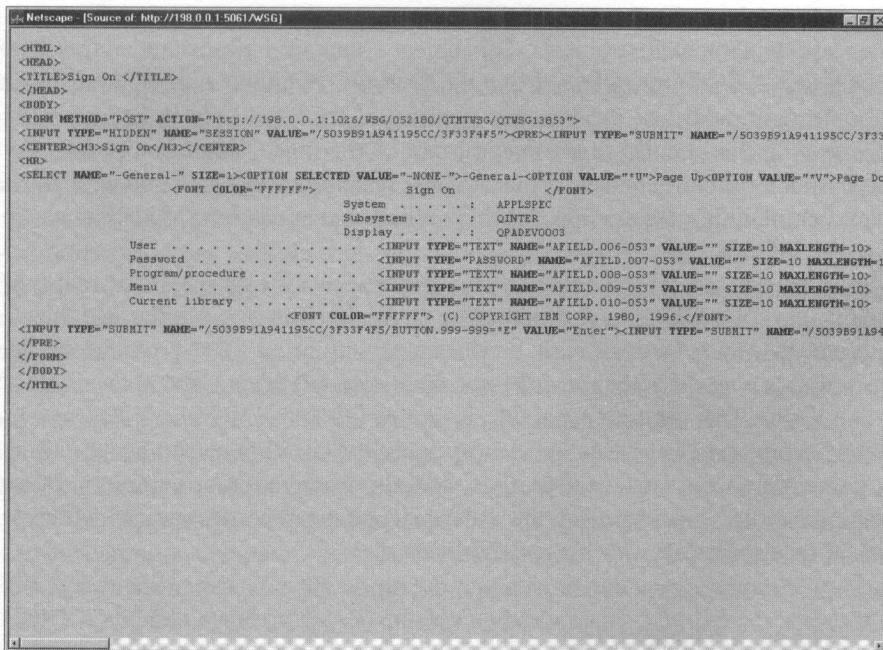 Netscape - [Source of: http://198.0.0.1:5061/WSG]
<HTML>
<HEAD>
<TITLE>Sign On </TITLE>
</HEAD>
<BODY>
<FORM METHOD="POST" ACTION="http://198.0.0.1:1026/WSG/052180/QTMTWSG/QTWSG13853">
<INPUT TYPE="HIDDEN" NAME="SESSION" VALUE="/5039B91A941195CC/3F33F4F5"><PRE><INPUT TYPE="SUBMIT" NAME="/5039B91A941195CC/3F33
<CENTER><H3>Sign On</H3></CENTER>
<HR>
<SELECT NAME="-General-" SIZE=1><OPTION SELECTED VALUE="-NONE-">-General-<OPTION VALUE="*U">Page Up<OPTION VALUE="*V">Page Do
<FONT COLOR="FFFFFF"> Sign On </FONT>
System . . . . . : APPLSPEC
Subsystem . . . . : QINTER
Display . . . . . : QPADEV0003
User . . . . . . . . . . . . . <INPUT TYPE="TEXT" NAME="AFIELD.006-053" VALUE="" SIZE=10 MAXLENGTH=10>
Password . . . . . . . . . . . <INPUT TYPE="PASSWORD" NAME="AFIELD.007-053" VALUE="" SIZE=10 MAXLENGTH=1
Program/procedure . . . . . . . . <INPUT TYPE="TEXT" NAME="AFIELD.008-053" VALUE="" SIZE=10 MAXLENGTH=10>
Menu . . . . . . . . . . . . . <INPUT TYPE="TEXT" NAME="AFIELD.009-053" VALUE="" SIZE=10 MAXLENGTH=10>
Current library . . . . . . . . . <INPUT TYPE="TEXT" NAME="AFIELD.010-053" VALUE="" SIZE=10 MAXLENGTH=10>
<FONT COLOR="FFFFFF"> (C) COPYRIGHT IBM CORP. 1980, 1996.</FONT>
<INPUT TYPE="SUBMIT" NAME="/5039B91A941195CC/3F33F4F5/BUTTON.999-999=*E" VALUE="Enter"><INPUT TYPE="SUBMIT" NAME="/5039B91A94
</PRE>
</FORM>
</BODY>
</HTML>